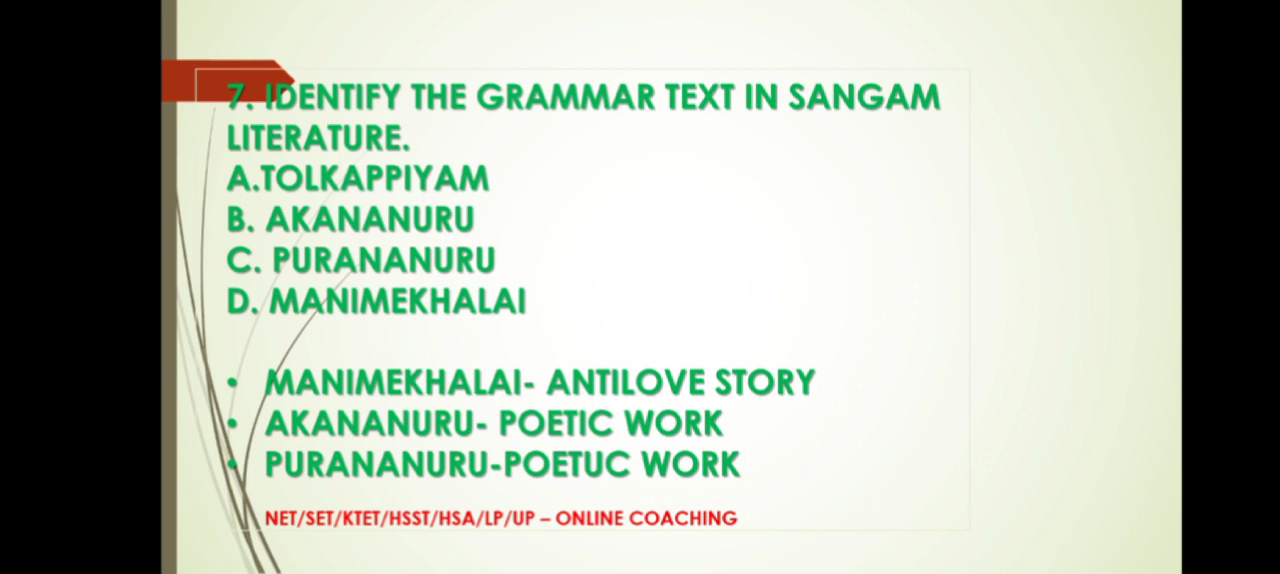 7. IDENTIFY THE GRAMMAR TEXT IN SANGAM
LITERATURE.
A.TOLKAPPIYAM
B. AKANANURU
C. PURANANURU
D. MANIMEKHALAI
• MANIMEKHALAI- ANTILOVE STORY
• AKANANURU- POETIC WORK
• PURANANURU-POETUC WORK
NET/SET/KTET/HSST/HSA/LP/UP – ONLINE COACHING